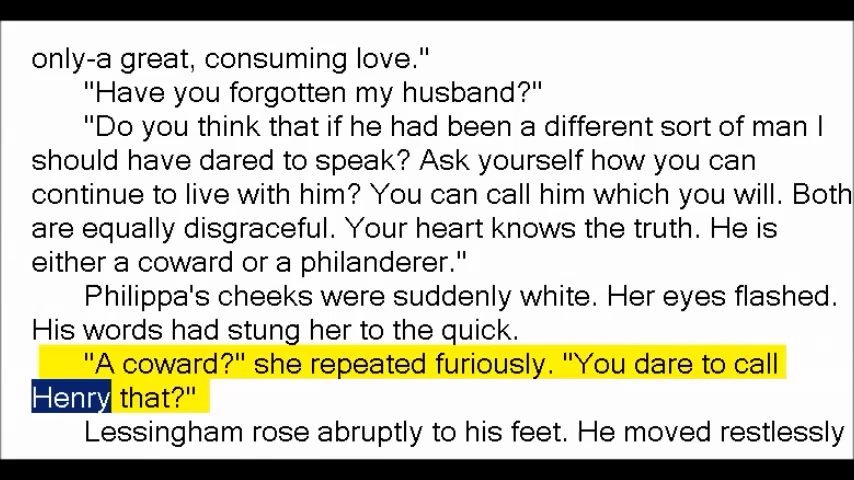 only-a great, consuming love."
"Have you forgotten my husband?"
"Do you think that if he had been a different sort of man I
should have dared to speak? Ask yourself how you can
continue to live with him? You can call him which you will. Both
are equally disgraceful. Your heart knows the truth. He is
either a coward or a philanderer."
Philippa's cheeks were suddenly white. Her eyes flashed.
His words had stung her to the quick.
"A coward?" she repeated furiously. "You dare to call
Henry that?"
Lessingham rose abruptly to his feet. He moved restlessly